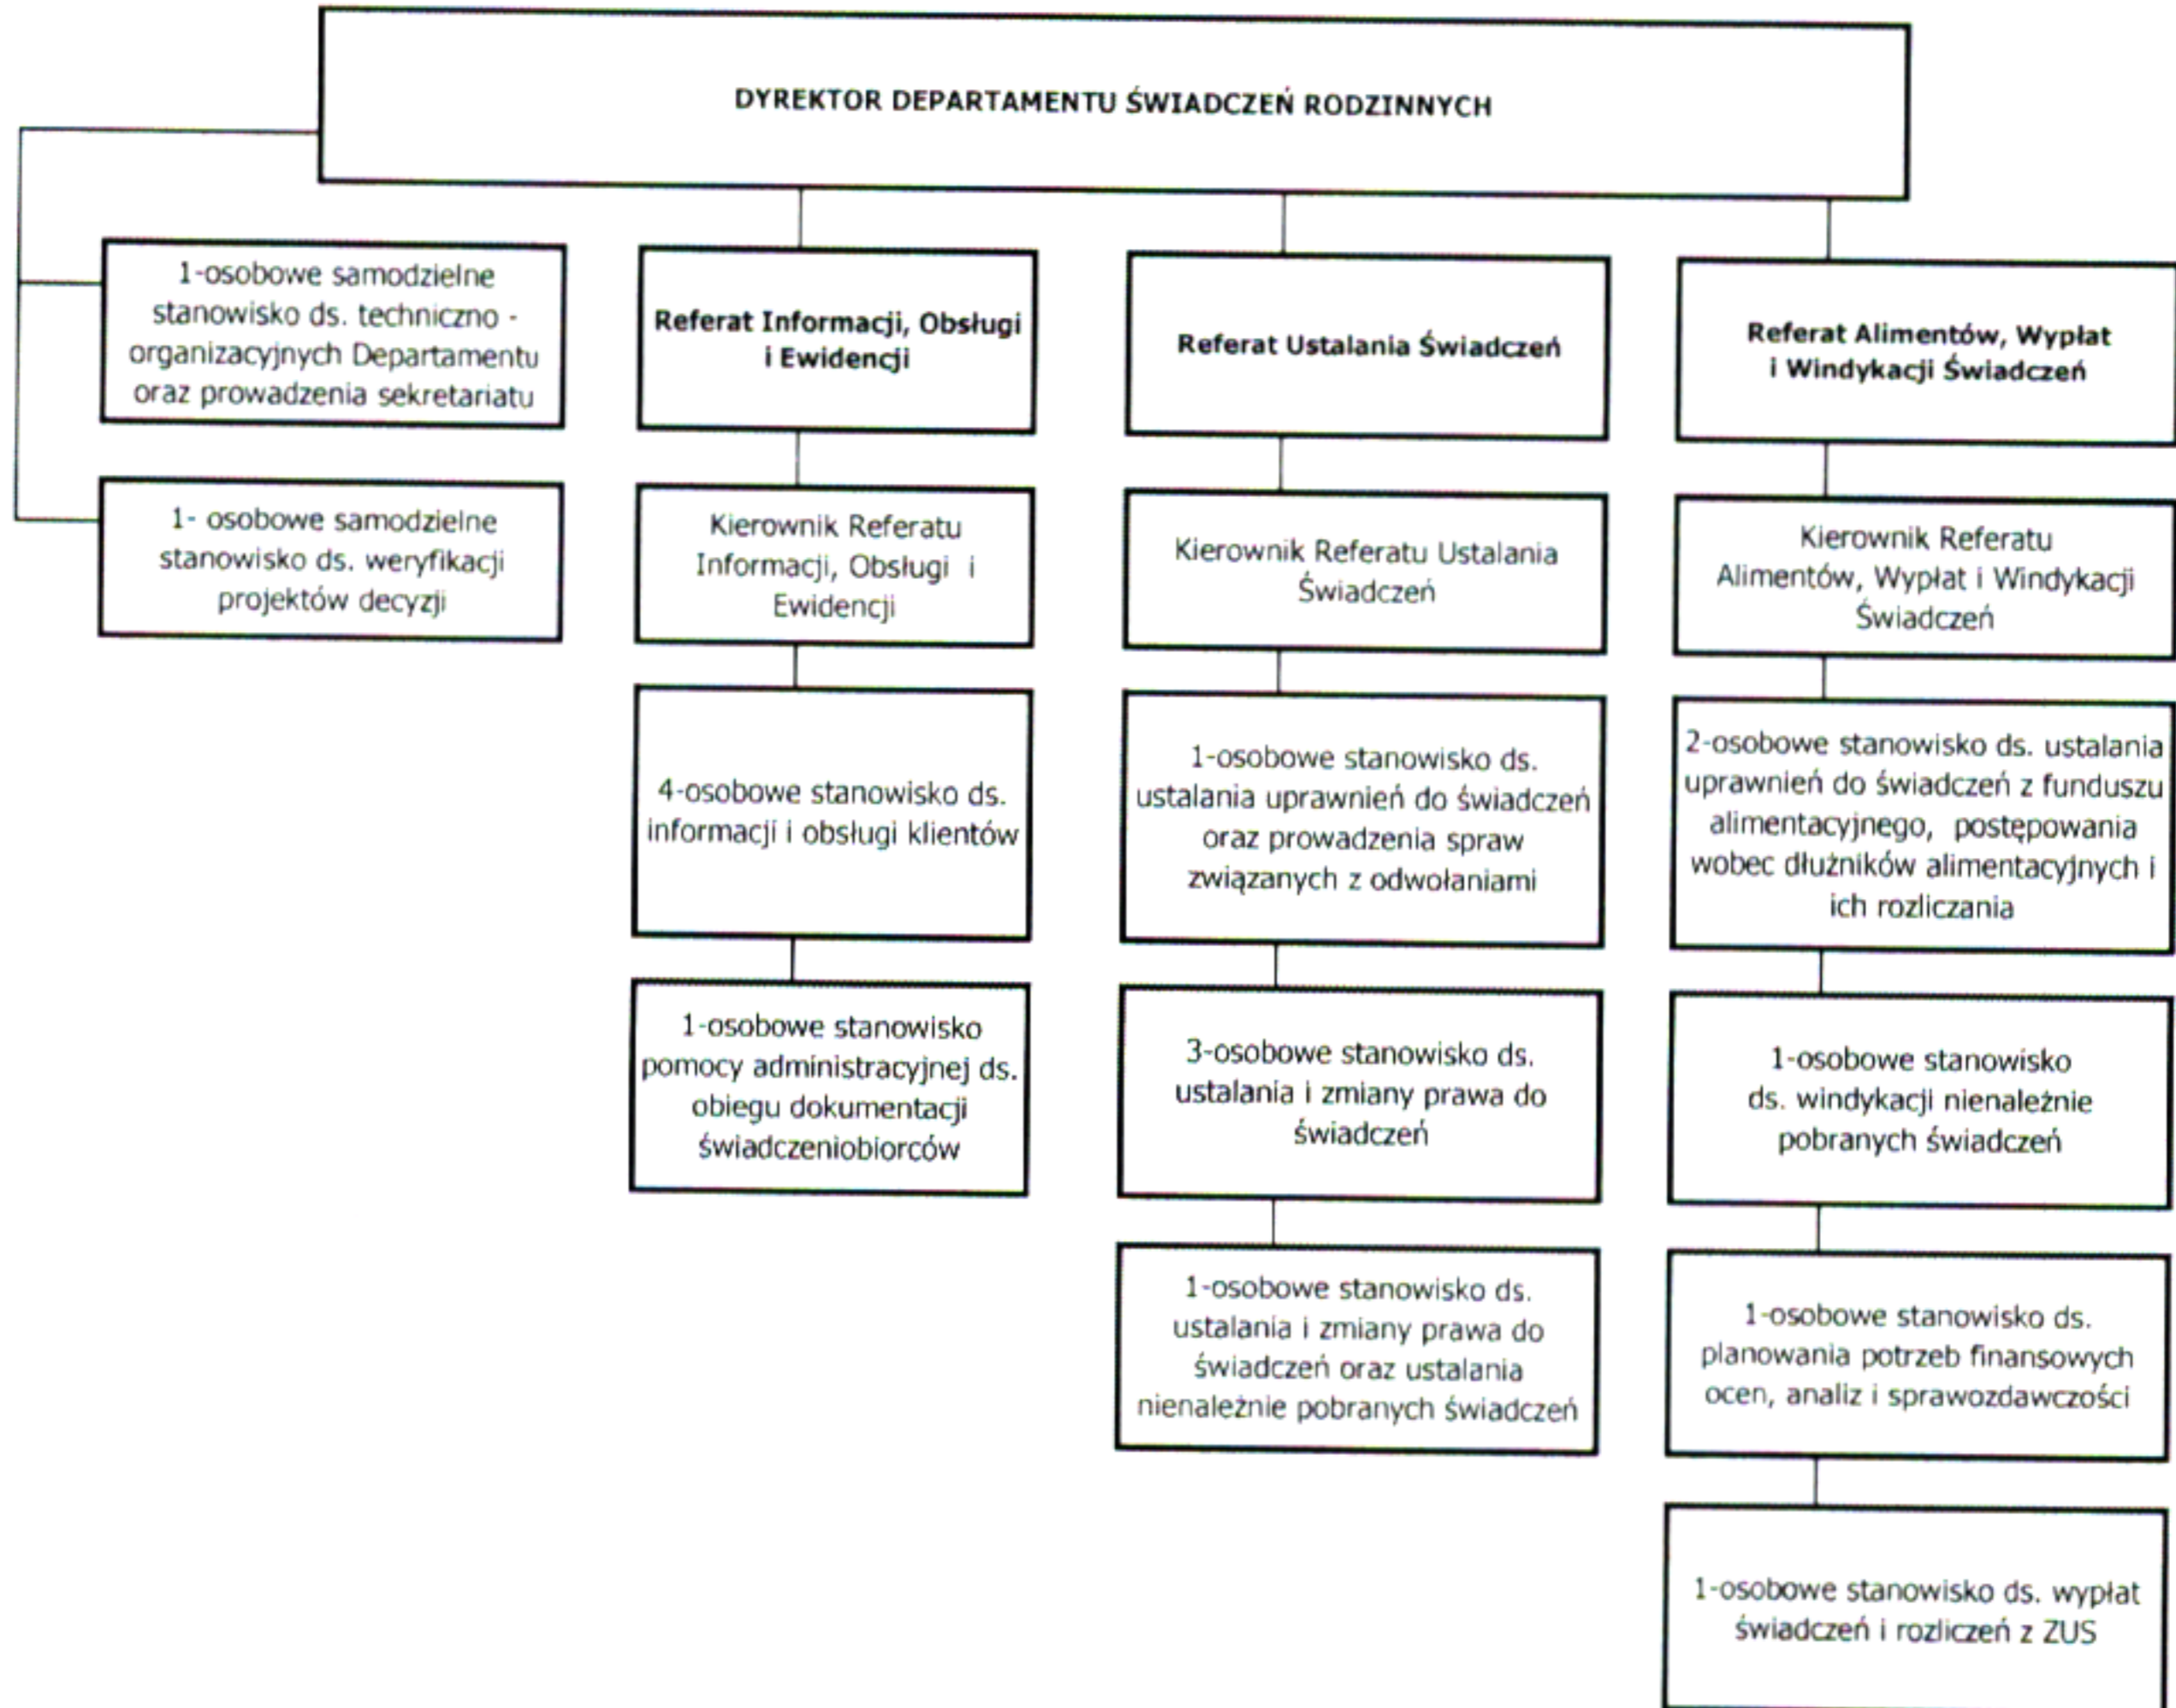 DYREKTOR DEPARTAMENTU ŚWIADCZEŃ RODZINNYCH
1-osobowe samodzielne
stanowisko ds. techniczno -
organizacyjnych Departamentu
oraz prowadzenia sekretariatu
1- osobowe samodzielne
stanowisko ds. weryfikacji
projektów decyzji
Referat Informacji, Obsługi
i Ewidencji
Kierownik Referatu
Informacji, Obsługi i
Ewidencji
4-osobowe stanowisko ds.
informacji i obsługi klientów
1-osobowe stanowisko
pomocy administracyjnej ds.
obiegu dokumentacji
świadczeniobiorców
Referat Ustalania Świadczeń
Kierownik Referatu Ustalania
Świadczeń
1-osobowe stanowisko ds.
ustalania uprawnień do świadczeń
oraz prowadzenia spraw
związanych z odwołaniami
3-osobowe stanowisko ds.
ustalania i zmiany prawa do
świadczeń
1-osobowe stanowisko ds.
ustalania i zmiany prawa do
świadczeń oraz ustalania
nienależnie pobranych świadczeń
Referat Alimentów, Wypłat
i Windykacji Świadczeń
Kierownik Referatu
Alimentów, Wypłat i Windykacji
Świadczeń
2-osobowe stanowisko ds. ustalania
uprawnień do świadczeń z funduszu
alimentacyjnego, postępowania
wobec dłużników alimentacyjnych i
ich rozliczania
1-osobowe stanowisko
ds. windykacji nienależnie
pobranych świadczeń
1-osobowe stanowisko ds.
planowania potrzeb finansowych
ocen, analiz i sprawozdawczości
1-osobowe stanowisko ds. wypłat
świadczeń i rozliczeń z ZUS